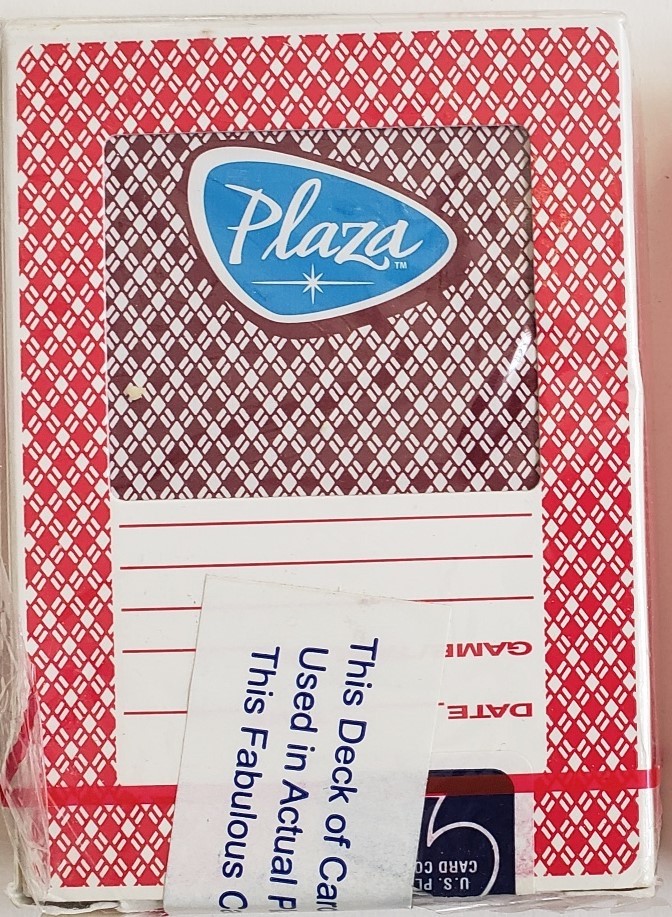 Plaza
TM
GAME
DATE
This Deck of Car
Used in Actual P
This Fabulous C
U.S. PL
CARD CO